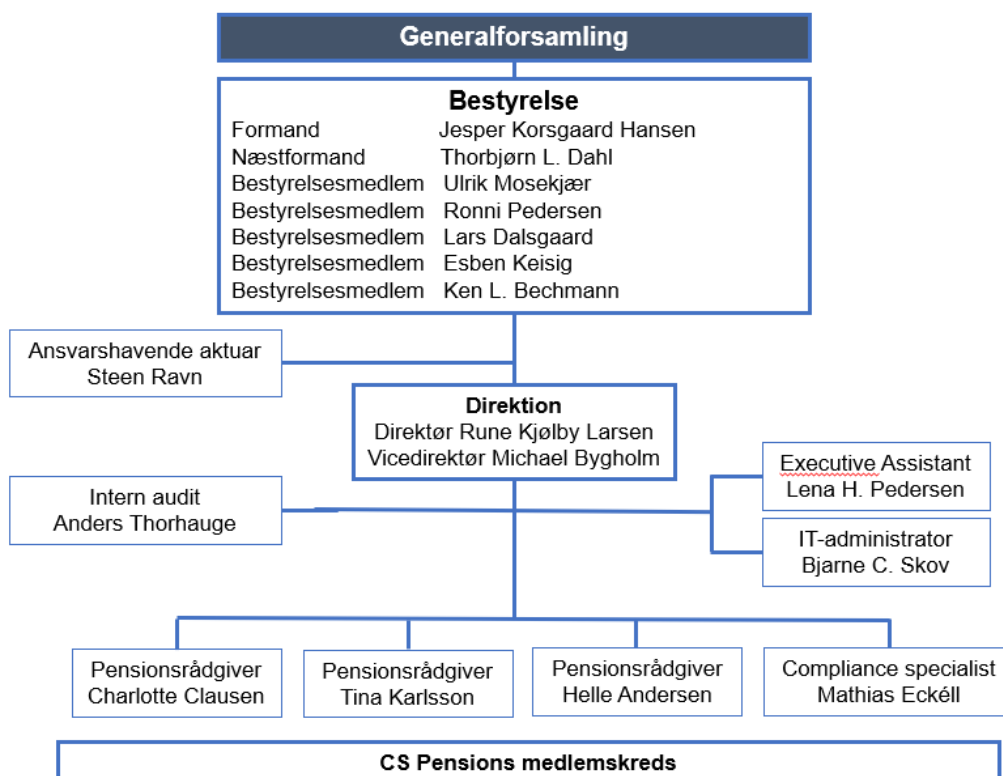 Generalforsamling
Bestyrelse
Formand Jesper Korsgaard Hansen
Næstformand Thorbjørn L. Dahl
Bestyrelsesmedlem Ulrik Mosekjær
Bestyrelsesmedlem Ronni Pedersen
Bestyrelsesmedlem Lars Dalsgaard
Bestyrelsesmedlem Esben Keisig
Bestyrelsesmedlem Ken L. Bechmann
Ansvarshavende aktuar
Steen Ravn
Direktion
Direktør Rune Kjølby Larsen
Vicedirektør Michael Bygholm
Executive Assistant
Lena H. Pedersen
Intern audit
Anders Thorhauge
IT-administrator
Bjarne C. Skov
Pensionsrådgiver
Charlotte Clausen
Pensionsrådgiver
Tina Karlsson
Pensionsrådgiver
Helle Andersen
Compliance specialist
Mathias Eckéll
CS Pensions medlemskreds